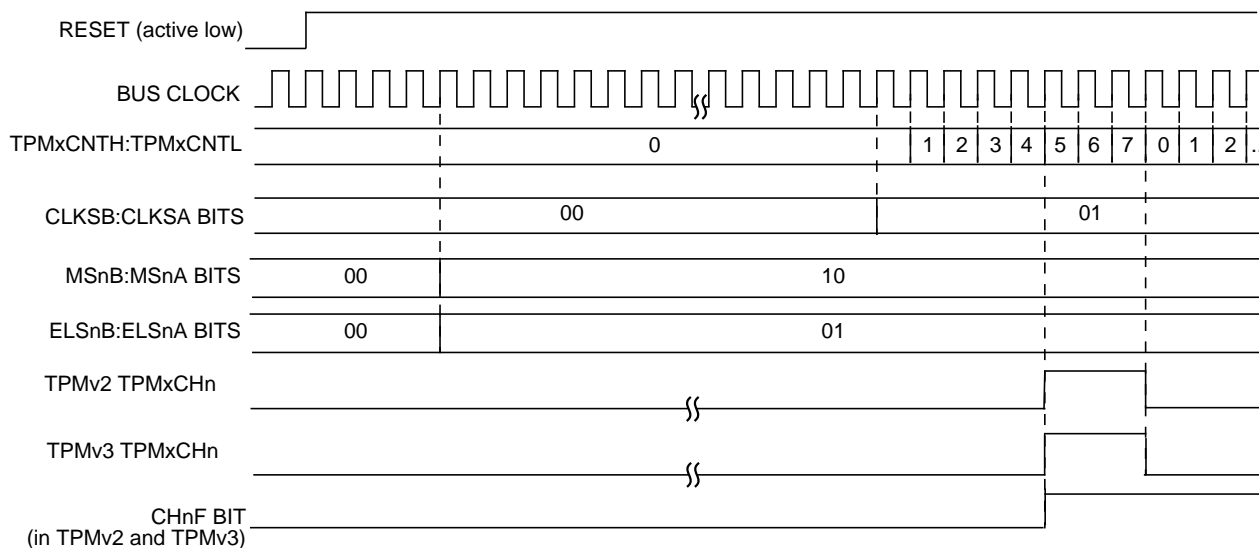 RESET (active low)
BUS CLOCK
TPMxCNTH:TPMxCNTL 0 1 2 3 4 5 6 7 0 1 2 ..
CLKSB:CLKSA BITS 00 01
MSnB:MSnA BITS 00 10
ELSnB:ELSnA BITS 00 01
TPMv2 TPMxCHn
TPMv3 TPMxCHn
CHnF BIT
(in TPMv2 and TPMv3)